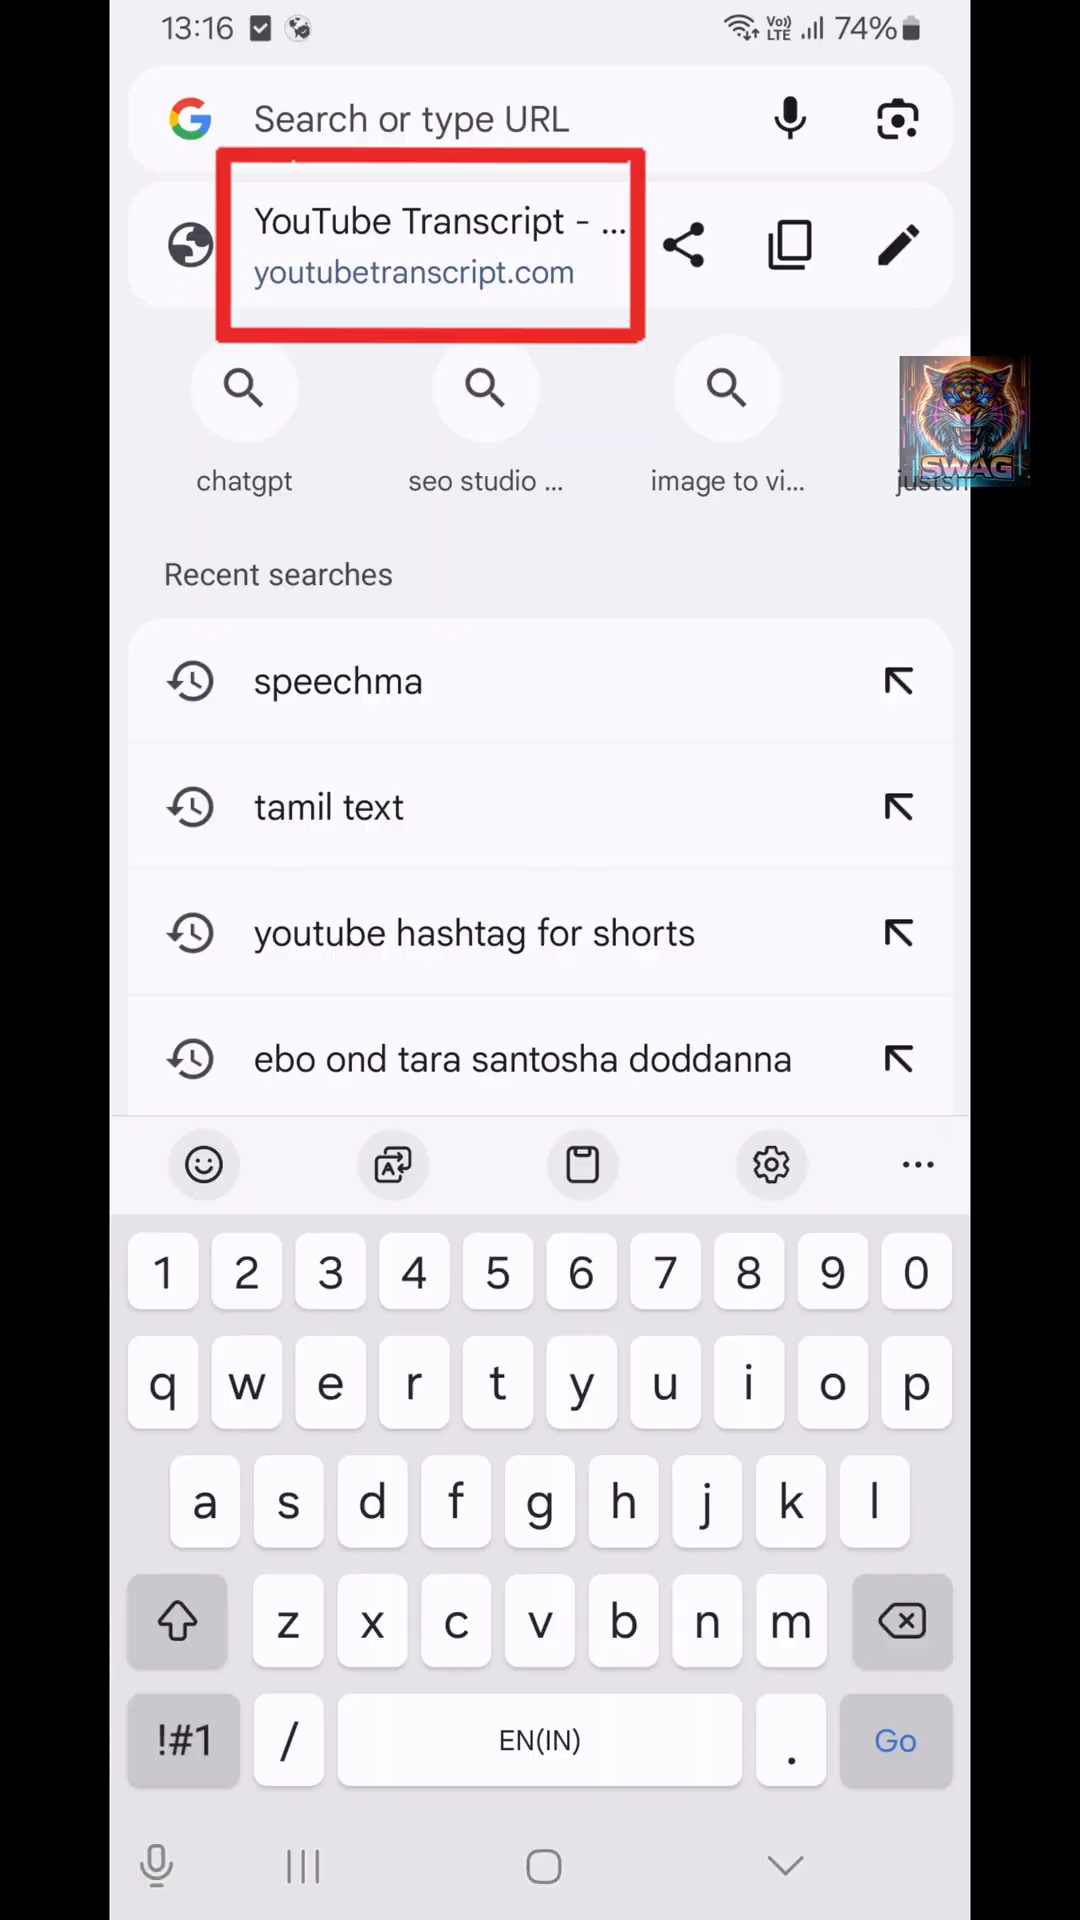 13:16
Vo)) LTE 74%
Search or type URL
YouTube Transcript - ...
youtubetranscript.com
chatgpt
seo studio ...
image to vi...
SWAG
Recent searches
speechma
tamil text
youtube hashtag for shorts
ebo ond tara santosha doddanna
1 2 3 4 5 6 7 8 9 0
q w e r t y u i o p
a s d f g h j k l
z x c v b n m
!#1 / EN(IN) . Go